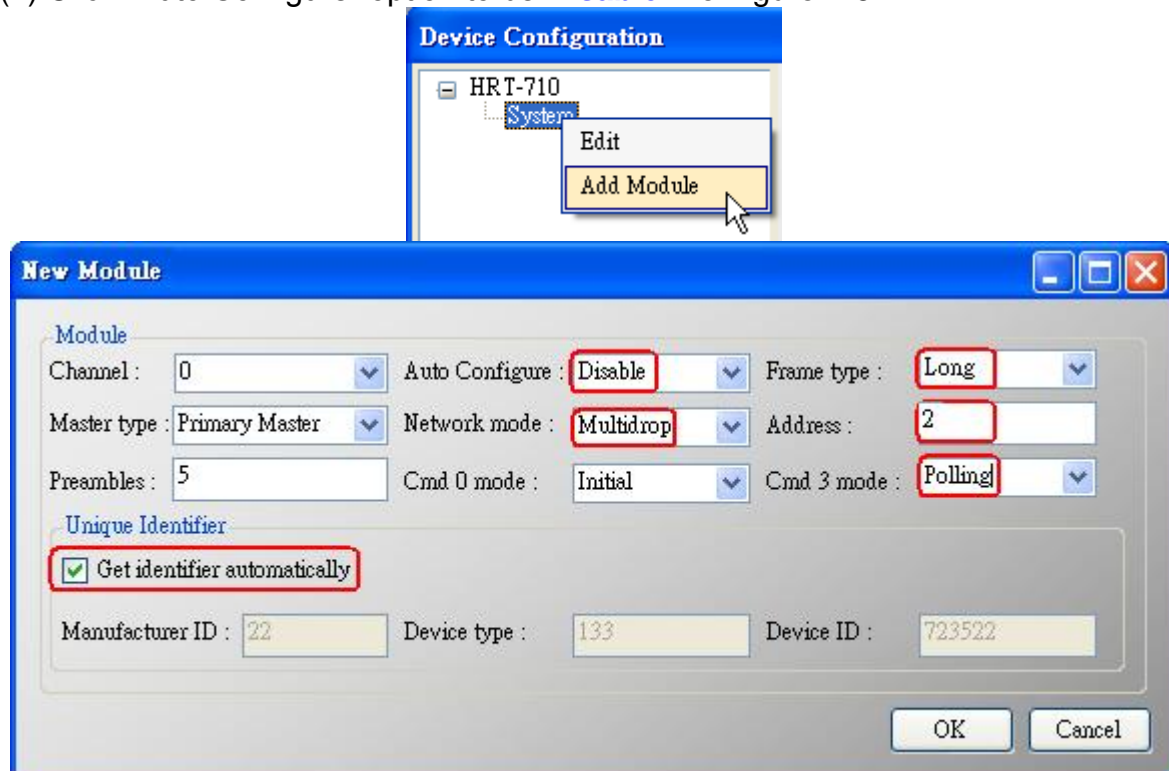 Device Configuration
HRT-710
System
Edit
Add Module
New Module
Module
Channel : 0 Auto Configure : Disable Frame type : Long
Master type : Primary Master Network mode : Multidrop Address : 2
Preambles : 5 Cmd 0 mode : Initial Cmd 3 mode : Polling
Unique Identifier
Get identifier automatically
Manufacturer ID : 22 Device type : 133 Device ID : 723522
OK Cancel